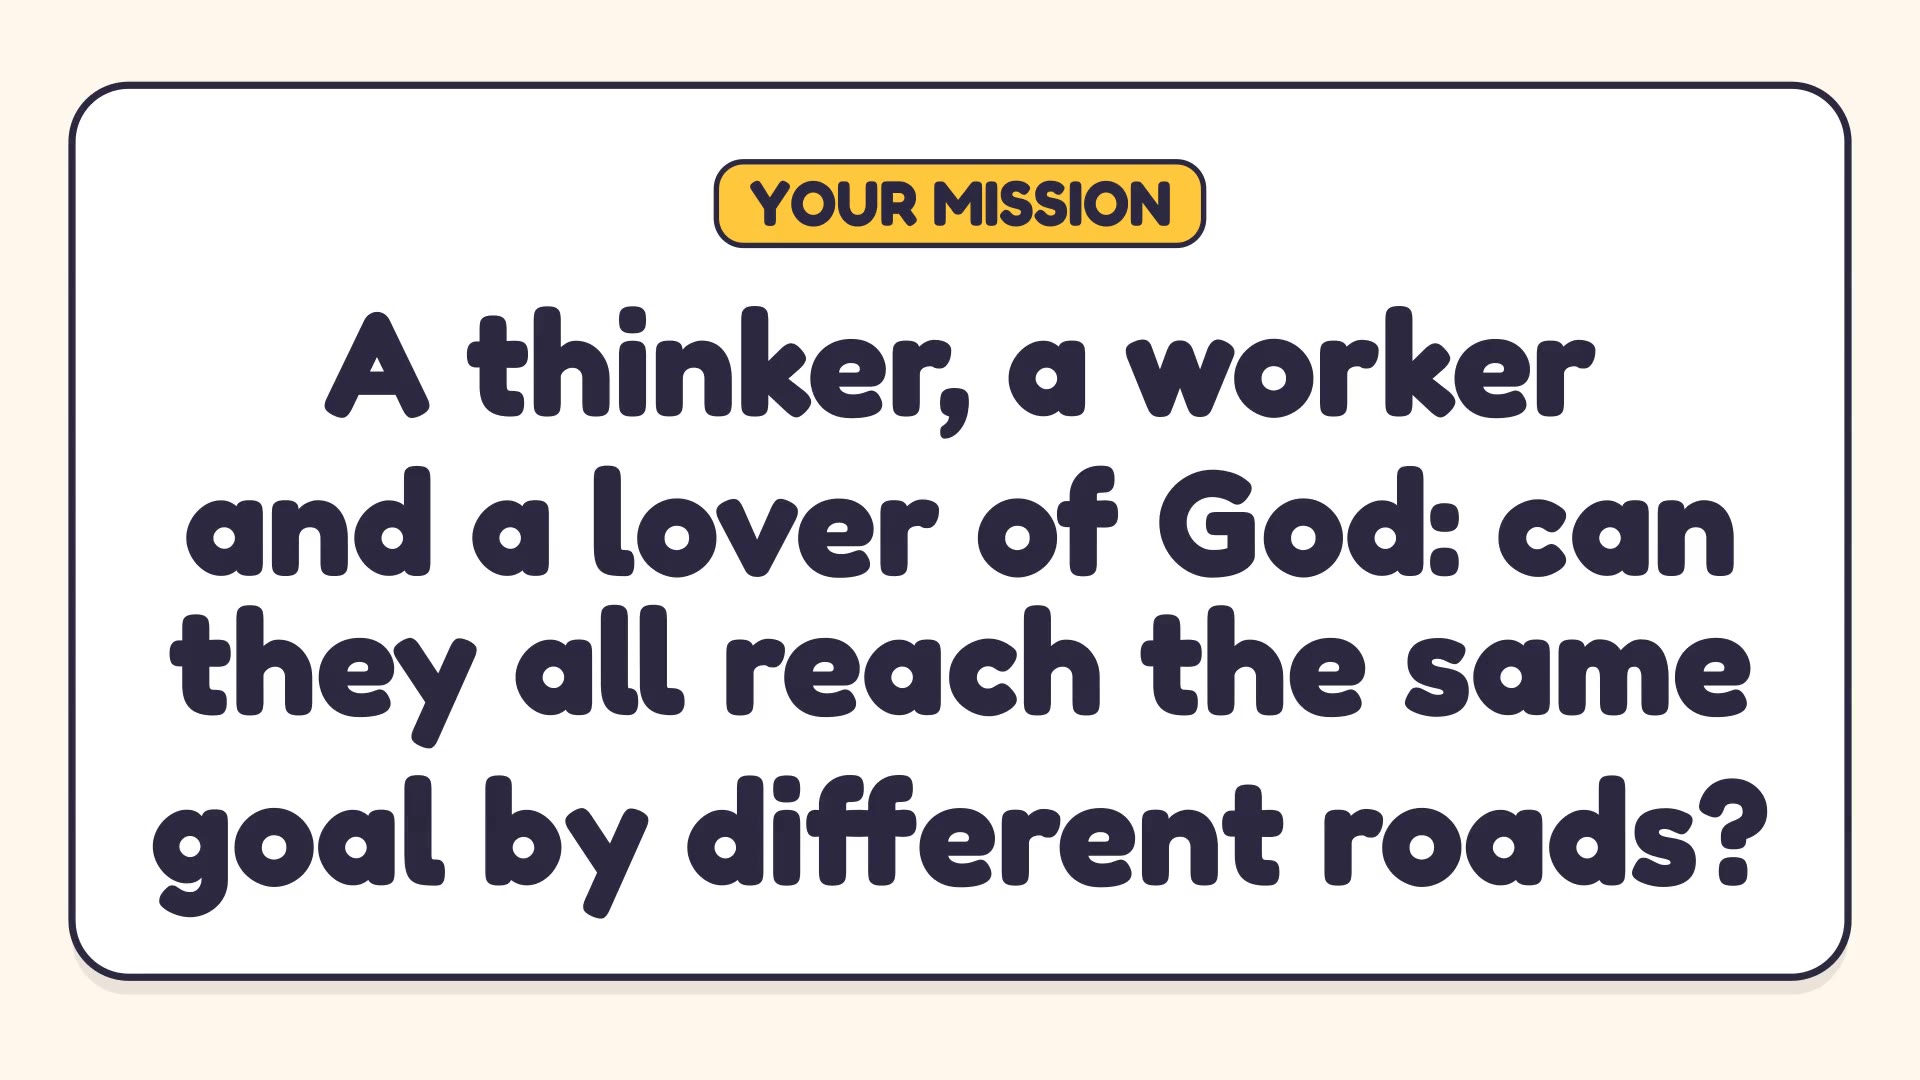 YOUR MISSION
A thinker, a worker
and a lover of God: can
they all reach the same
goal by different roads?